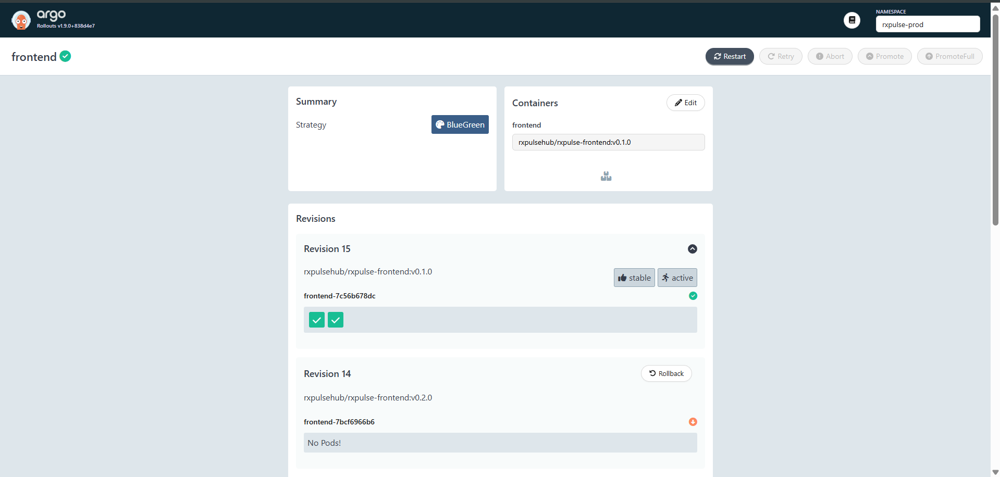 argo
Rollouts v1.9.0+838d4e7
NAMESPACE
rxpulse-prod
frontend
Restart
Retry
Abort
Promote
PromoteFull
Summary
Strategy
BlueGreen
Containers
Edit
frontend
rxpulsehub/rxpulse-frontend:v0.1.0
Revisions
Revision 15
rxpulsehub/rxpulse-frontend:v0.1.0
stable
active
frontend-7c56b678dc
Revision 14
Rollback
rxpulsehub/rxpulse-frontend:v0.2.0
frontend-7bcf6966b6
No Pods!